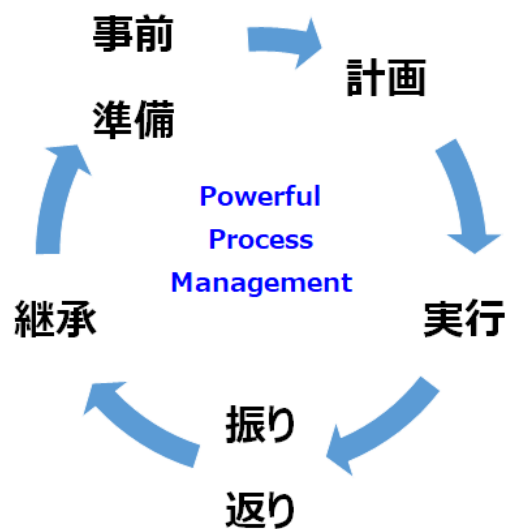 事前
準備
計画
Powerful
Process
Management
実行
振り
返り
継承